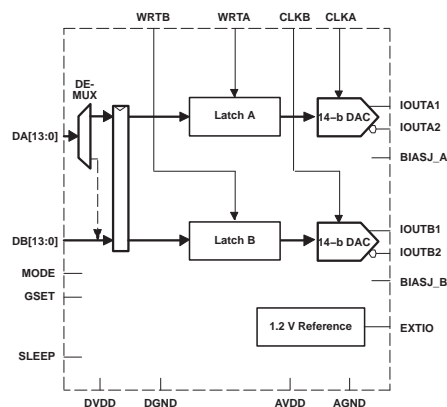 WRTB WRTA CLKB CLKA
DE-
MUX
DA[13:0]
Latch A
14–b DAC
IOUTA1
IOUTA2
BIASJ_A
DB[13:0]
Latch B
14–b DAC
IOUTB1
IOUTB2
BIASJ_B
MODE
GSET
1.2 V Reference
EXTIO
SLEEP
DVDD DGND AVDD AGND